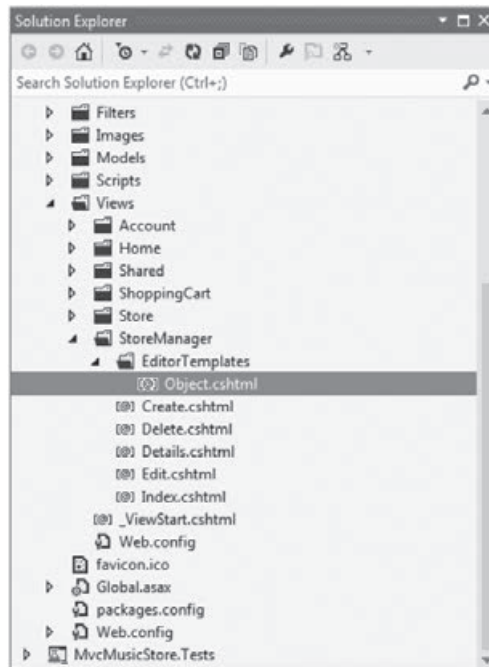 Solution Explorer
Search Solution Explorer (Ctrl+;)
Filters
Images
Models
Scripts
Views
Account
Home
Shared
ShoppingCart
Store
StoreManager
EditorTemplates
[@] Object.cshtml
[@] Create.cshtml
[@] Delete.cshtml
[@] Details.cshtml
[@] Edit.cshtml
[@] Index.cshtml
[@] _ViewStart.cshtml
Web.config
favicon.ico
Global.asax
packages.config
Web.config
MvcMusicStore.Tests